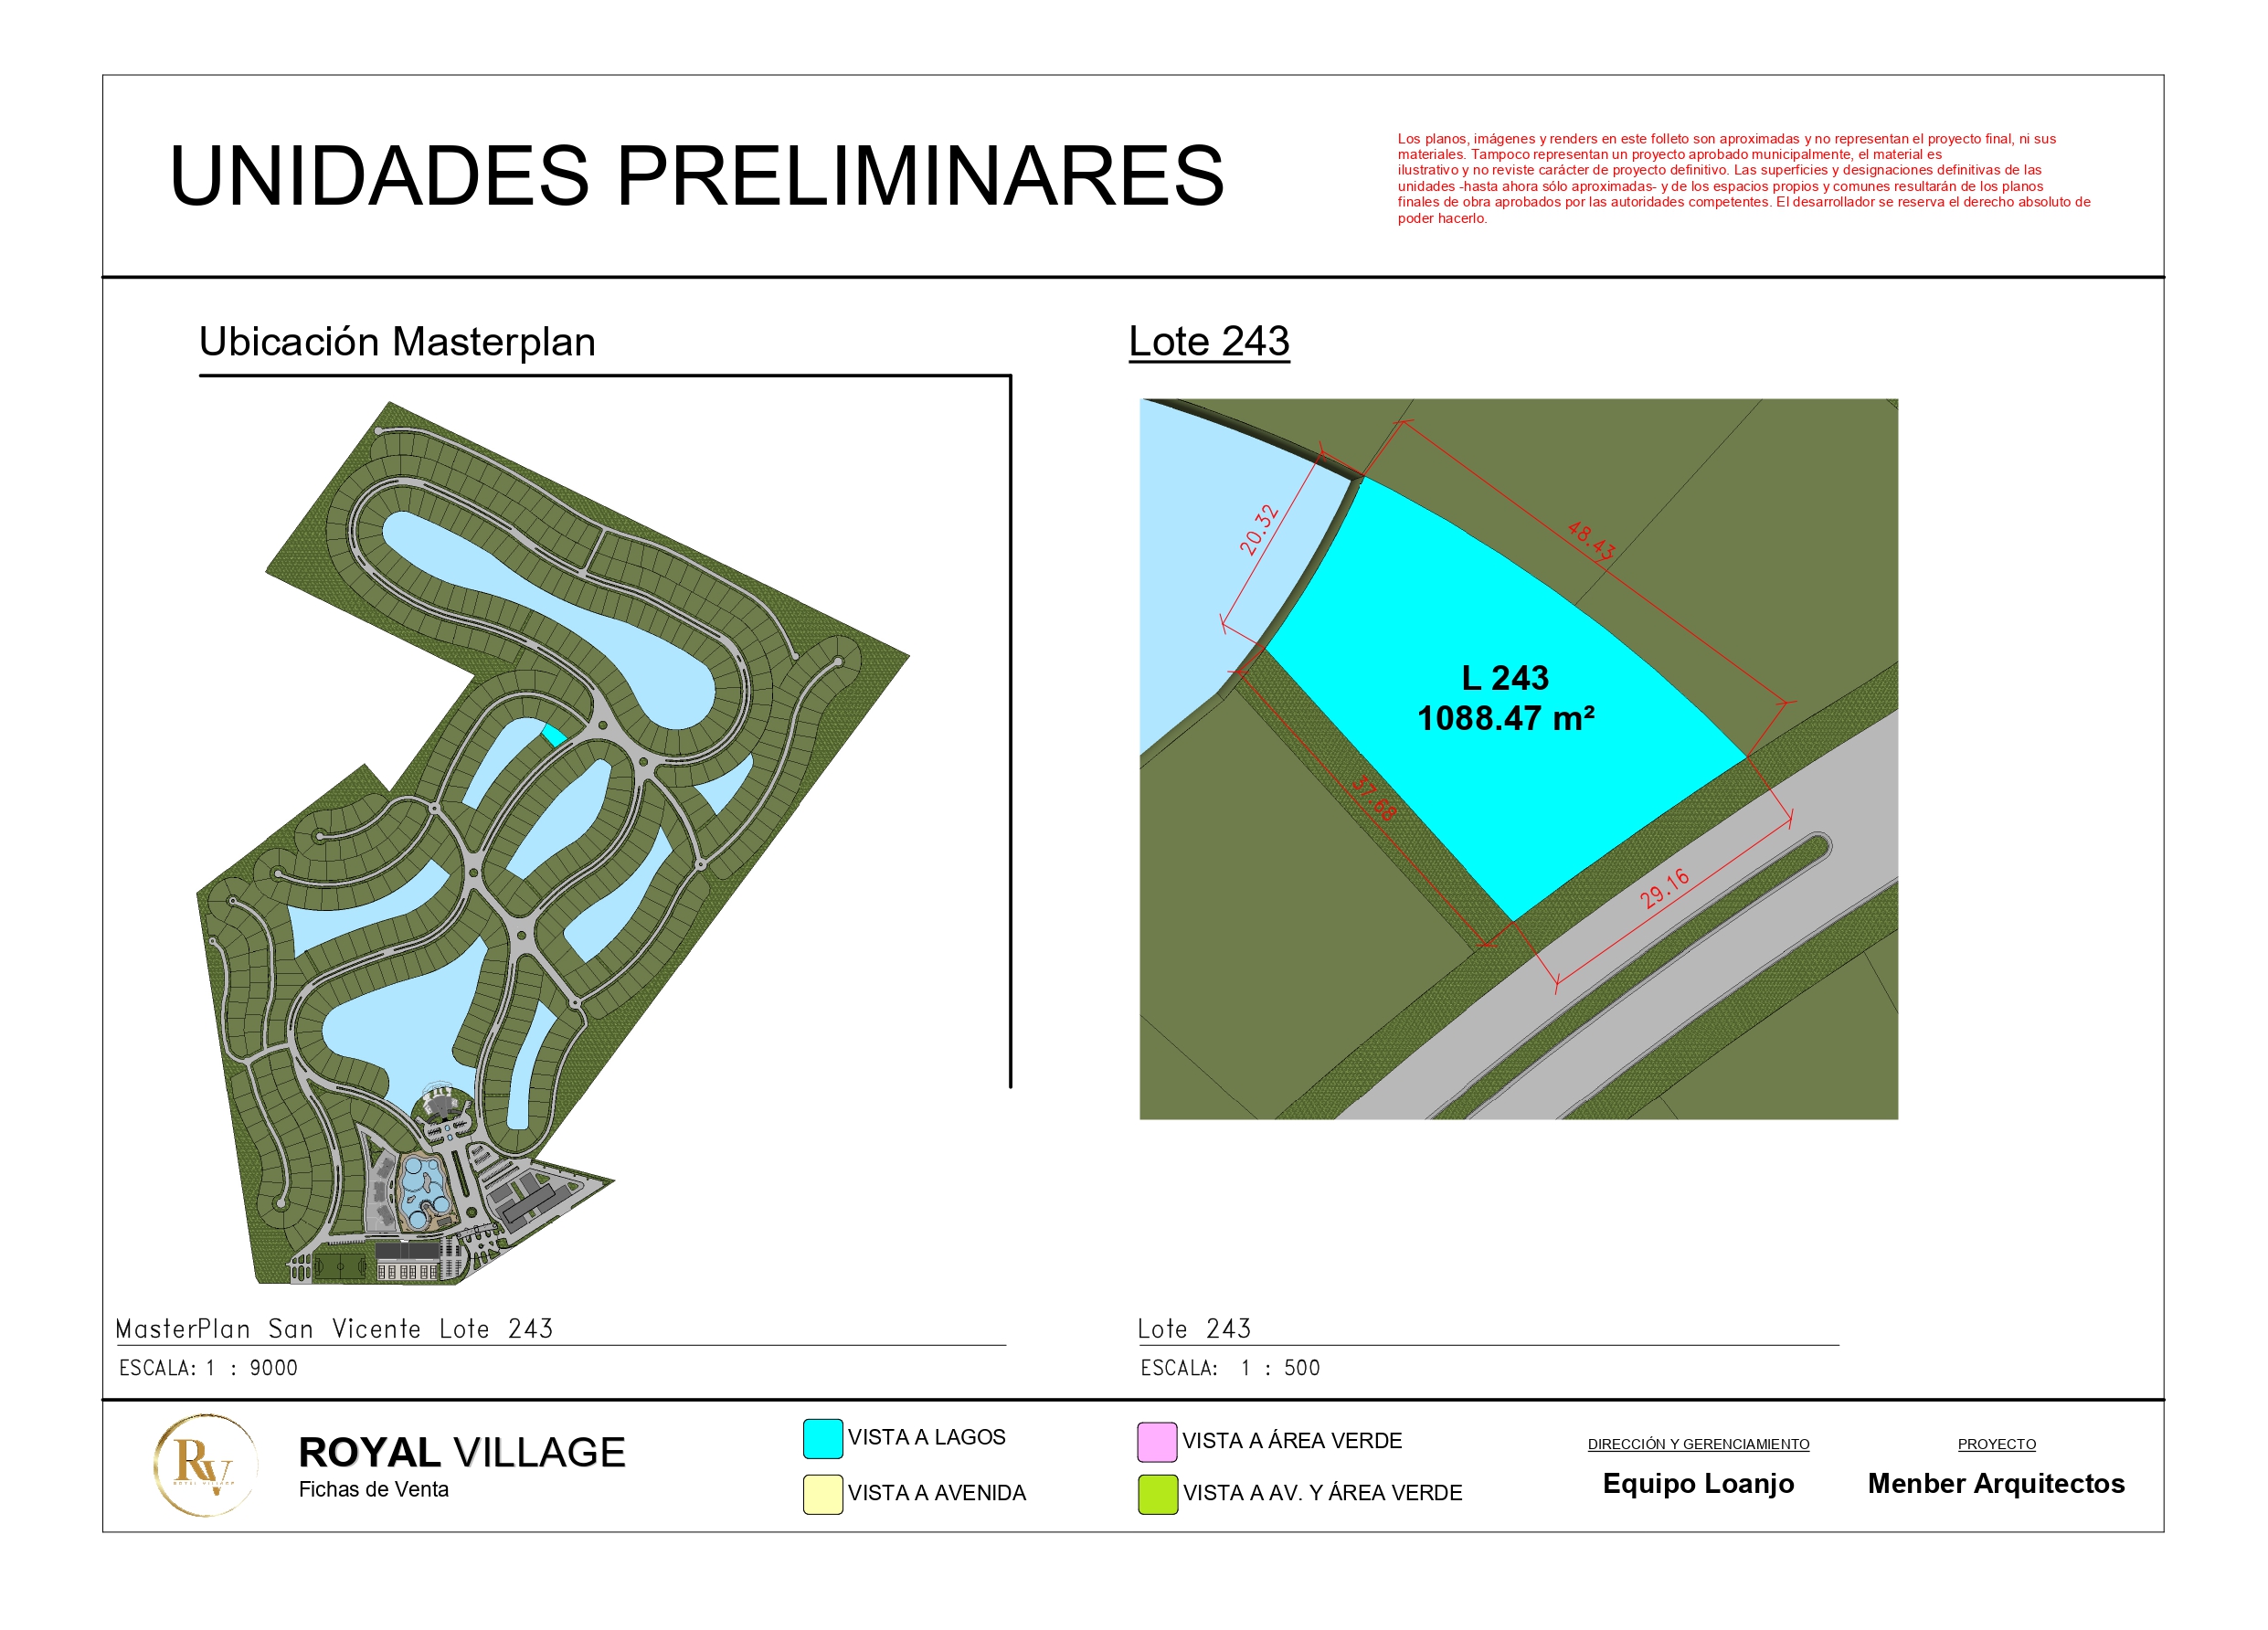 UNIDADES PRELIMINARES
Los planos, imágenes y renders en este folleto son aproximadas y no representan el proyecto final, ni sus
materiales. Tampoco representan un proyecto aprobado municipalmente, el material es
ilustrativo y no reviste carácter de proyecto definitivo. Las superficies y designaciones definitivas de las
unidades -hasta ahora sólo aproximadas- y de los espacios propios y comunes resultarán de los planos
finales de obra aprobados por las autoridades competentes. El desarrollador se reserva el derecho absoluto de
poder hacerlo.
Ubicación Masterplan
Lote 243
20.32
48.43
L 243
1088.47 m²
37.68
29.16
MasterPlan San Vicente Lote 243
ESCALA: 1 : 9000
Lote 243
ESCALA: 1 : 500
RV
ROYAL VILLAGE
ROYAL VILLAGE
Fichas de Venta
VISTA A LAGOS
VISTA A AVENIDA
VISTA A ÁREA VERDE
VISTA A AV. Y ÁREA VERDE
DIRECCIÓN Y GERENCIAMIENTO
Equipo Loanjo
PROYECTO
Menber Arquitectos